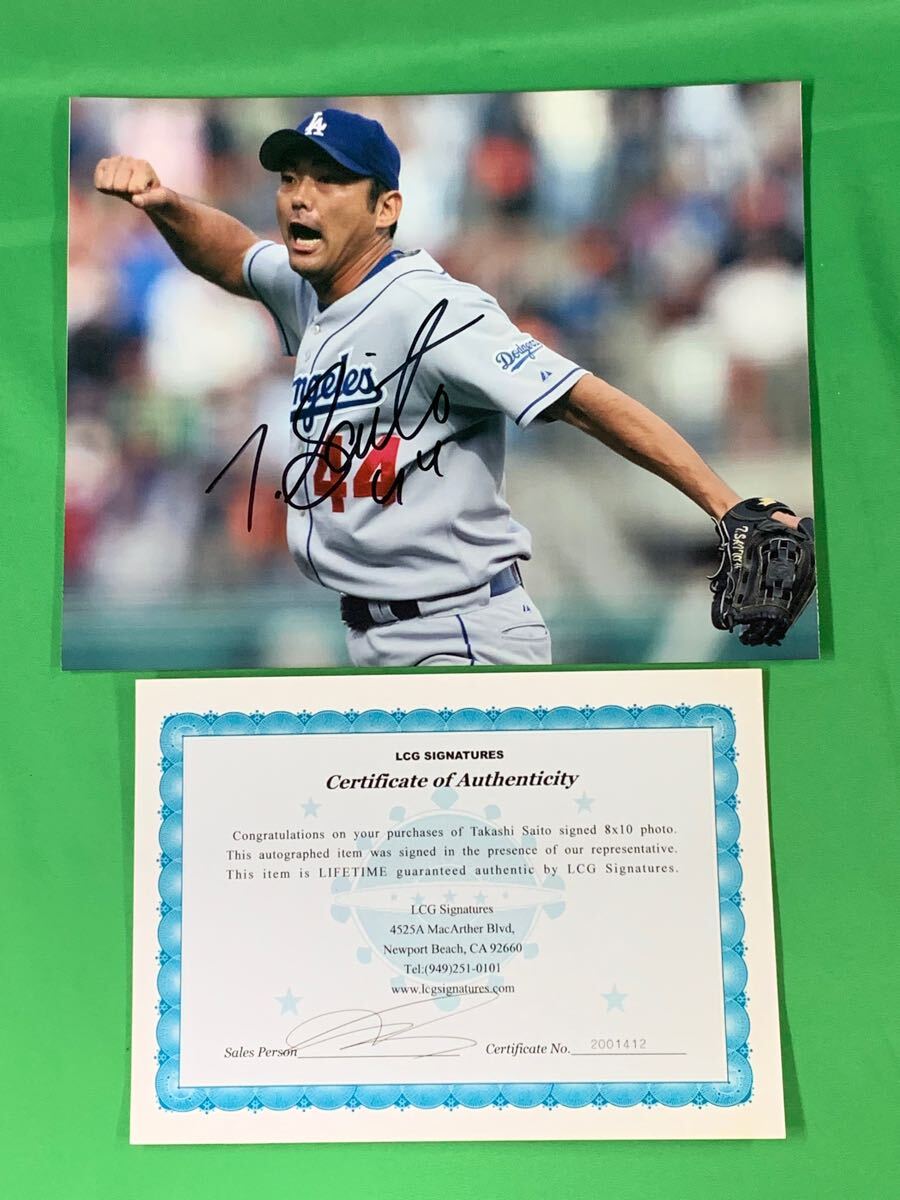 LA
Dodgers
ngeles
44
T. Saito
44
LCG SIGNATURES
Certificate of Authenticity
Congratulations on your purchases of Takashi Saito signed 8x10 photo.
This autographed item was signed in the presence of our representative.
This item is LIFETIME guaranteed authentic by LCG Signatures.
LCG Signatures
4525A MacArther Blvd,
Newport Beach, CA 92660
Tel:(949)251-0101
www.lcgsignatures.com
Sales Person
Certificate No. 2001412